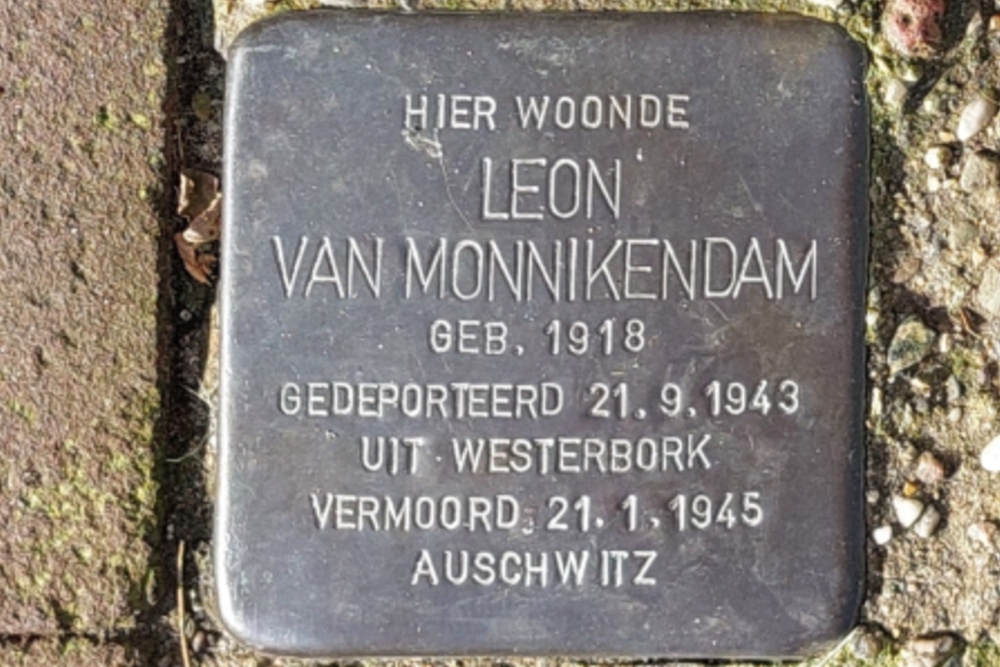 HIER WOONDE
LEON
VAN MONNIKENDAM
GEB. 1918
GEDEPORTEERD 21.9.1943
UIT WESTERBORK
VERMOORD 21.1.1945
AUSCHWITZ